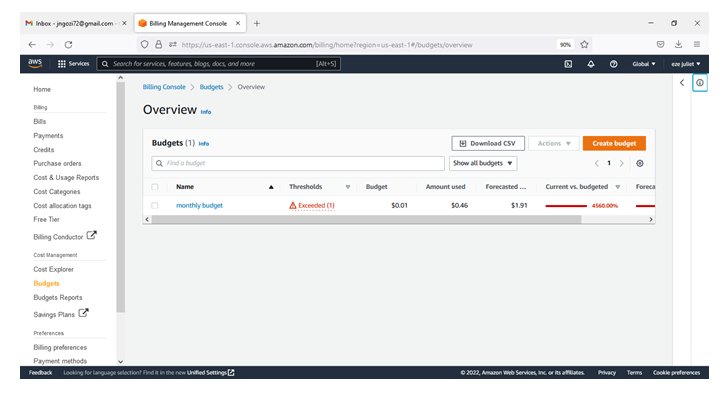 Inbox - jngozi72@gmail.com -
Billing Management Console
https://us-east-1.console.aws.amazon.com/billing/home?region=us-east-1#/budgets/overview
90%
aws
Services
Search for services, features, blogs, docs, and more
[Alt+S]
Global
eze juliet
Home
Billing
Bills
Payments
Credits
Purchase orders
Cost & Usage Reports
Cost Categories
Cost allocation tags
Free Tier
Billing Conductor
Cost Management
Cost Explorer
Budgets
Budgets Reports
Savings Plans
Preferences
Billing preferences
Payment methods
Billing Console > Budgets > Overview
Overview Info
Budgets (1) Info
Download CSV
Actions
Create budget
Find a budget
Show all budgets
1
Name
Thresholds
Budget
Amount used
Forecasted ...
Current vs. budgeted
Foreca
monthly budget
Exceeded (1)
$0.01
$0.46
$1.91
4560.00%
Feedback
Looking for language selection? Find it in the new Unified Settings
© 2022, Amazon Web Services, Inc. or its affiliates.
Privacy
Terms
Cookie preferences